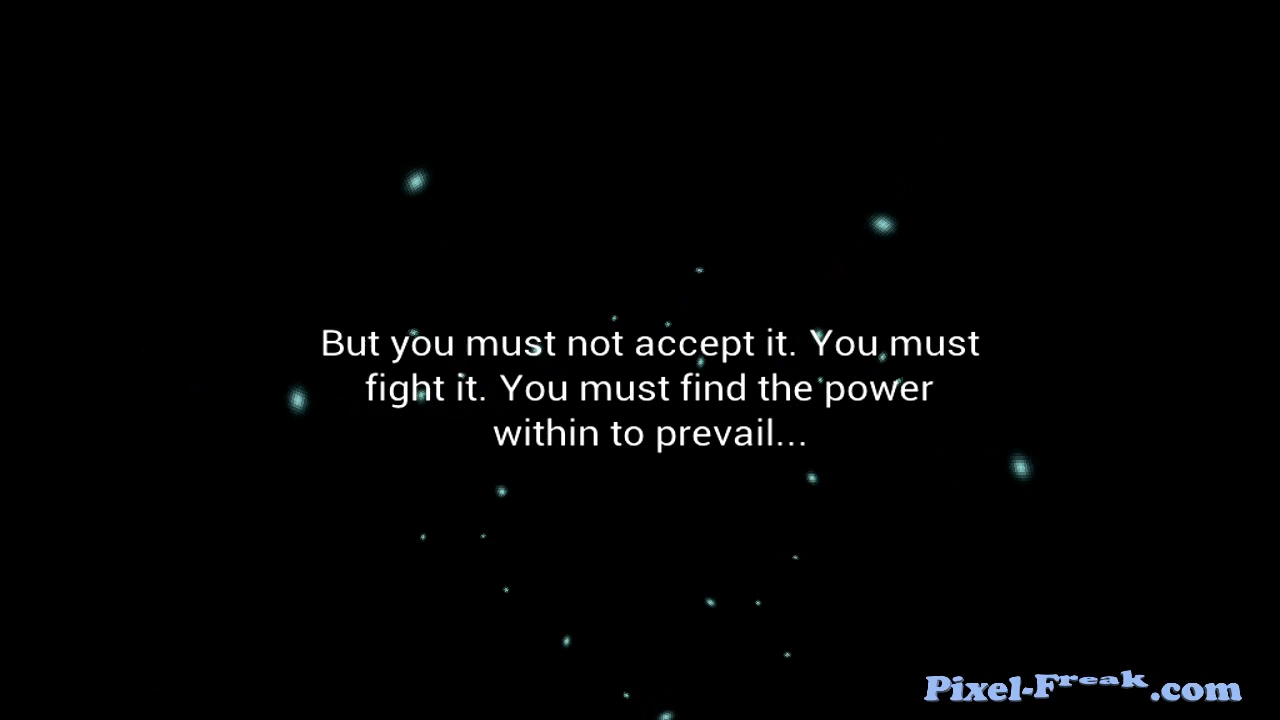 But you must not accept it. You must
fight it. You must find the power
within to prevail...
Pixel-Freak.com